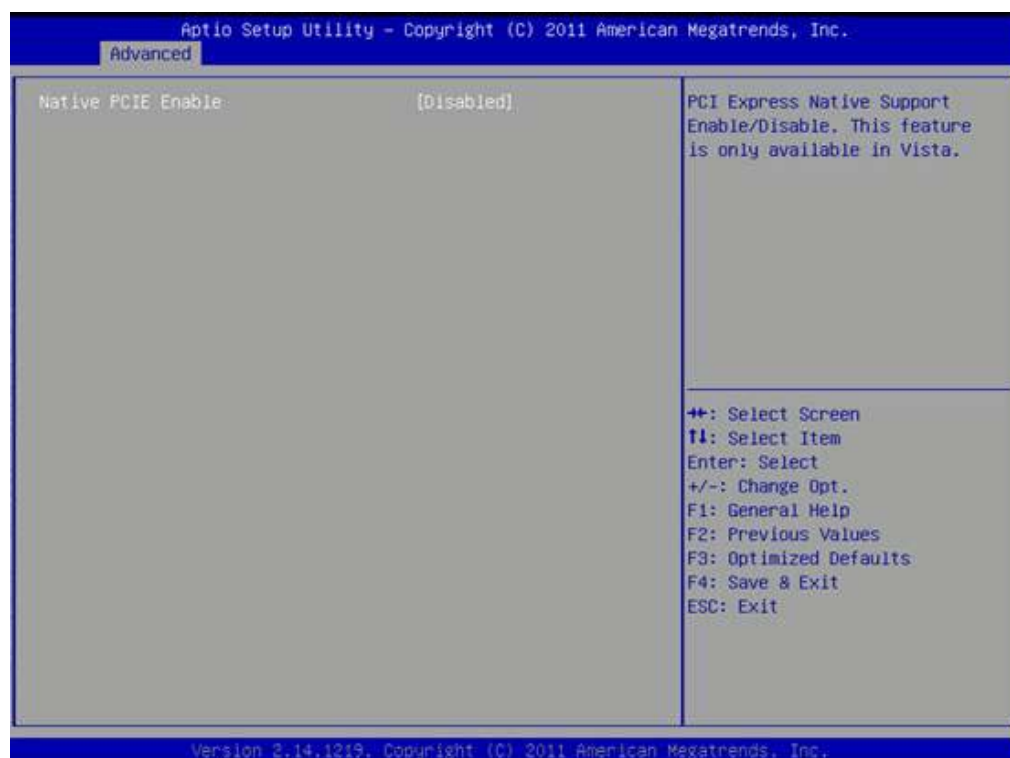 Aptio Setup Utility – Copyright (C) 2011 American Megatrends, Inc.
Advanced
Native PCIE Enable [Disabled]
PCI Express Native Support
Enable/Disable. This feature
is only available in Vista.
→←: Select Screen
↑↓: Select Item
Enter: Select
+/-: Change Opt.
F1: General Help
F2: Previous Values
F3: Optimized Defaults
F4: Save & Exit
ESC: Exit
Version 2.14.1219. Copyright (C) 2011 American Megatrends, Inc.